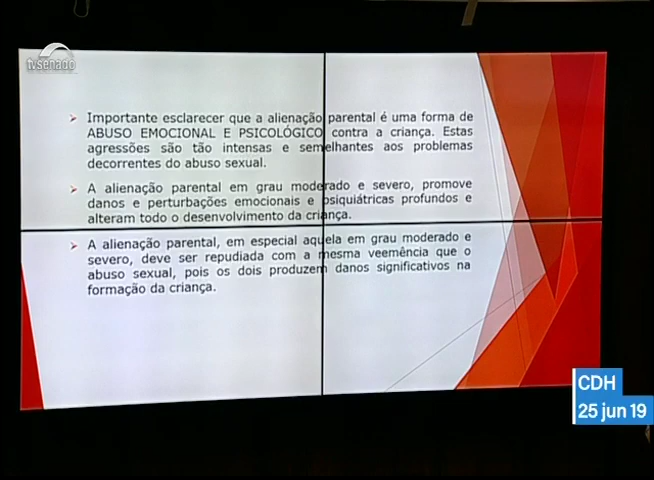 tvsenado
➤ Importante esclarecer que a alienação parental é uma forma de
ABUSO EMOCIONAL E PSICOLÓGICO contra a criança. Estas
agressões são tão intensas e semelhantes aos problemas
decorrentes do abuso sexual.
➤ A alienação parental em grau moderado e severo, promove
danos e perturbações emocionais e psiquiátricas profundos e
alteram todo o desenvolvimento da criança.
➤ A alienação parental, em especial aquela em grau moderado e
severo, deve ser repudiada com a mesma veemência que o
abuso sexual, pois os dois produzem danos significativos na
formação da criança.
CDH
25 jun 19